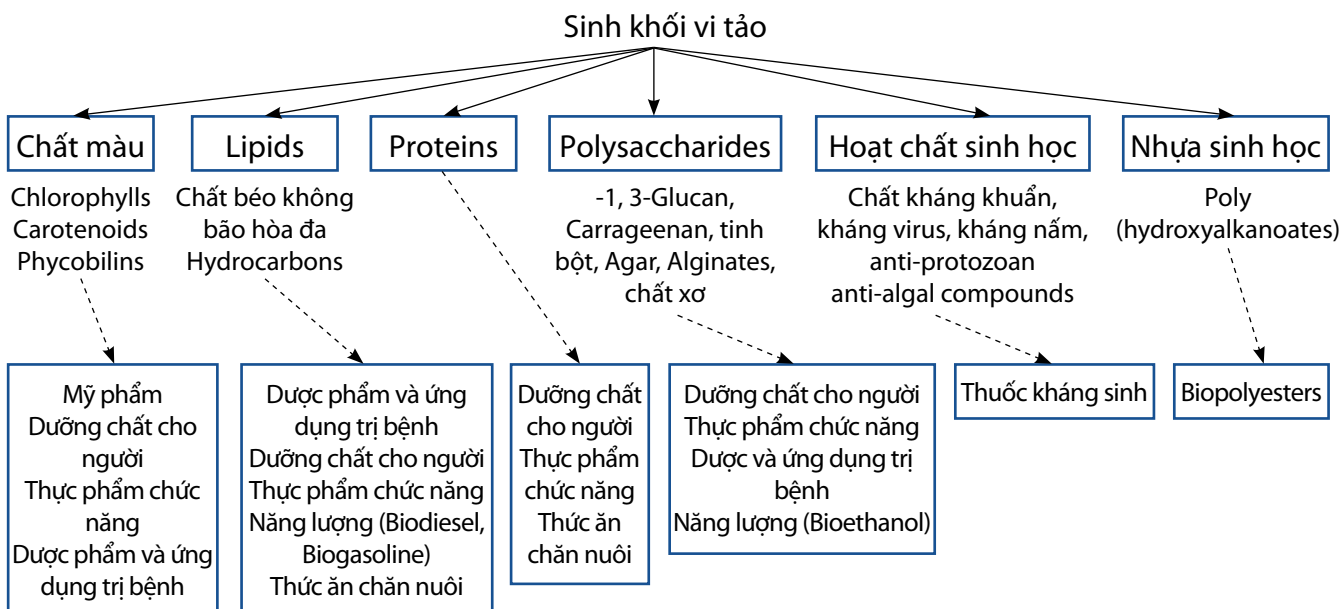 Sinh khối vi tảo
Chất màu
Lipids
Proteins
Polysaccharides
Hoạt chất sinh học
Nhựa sinh học
Chlorophylls
Carotenoids
Phycobilins
Chất béo không
bão hòa đa
Hydrocarbons
-1, 3-Glucan,
Carrageenan, tinh
bột, Agar, Alginates,
chất xơ
Chất kháng khuẩn,
kháng virus, kháng nấm,
anti-protozoan
anti-algal compounds
Poly
(hydroxyalkanoates)
Mỹ phẩm
Dưỡng chất cho
người
Thực phẩm chức
năng
Dược phẩm và ứng
dụng trị bệnh
Dược phẩm và ứng
dụng trị bệnh
Dưỡng chất cho người
Thực phẩm chức năng
Năng lượng (Biodiesel,
Biogasoline)
Thức ăn chăn nuôi
Dưỡng chất
cho người
Thực phẩm
chức năng
Thức ăn
chăn nuôi
Dưỡng chất cho người
Thực phẩm chức năng
Dược và ứng dụng trị
bệnh
Năng lượng (Bioethanol)
Thuốc kháng sinh
Biopolyesters